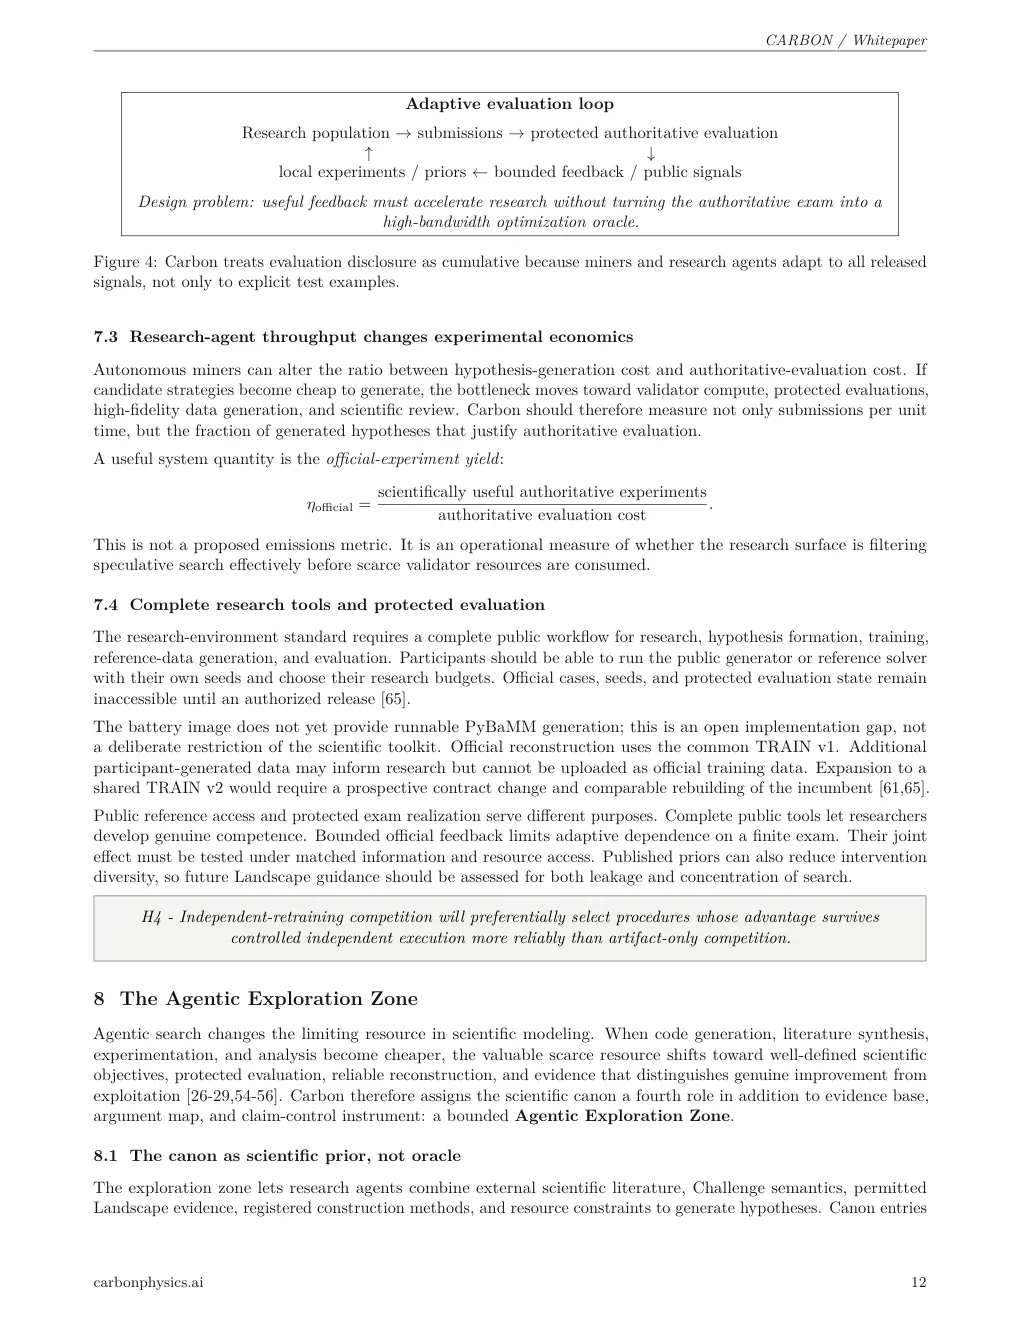 CARBON / Whitepaper
Adaptive evaluation loop
Research population → submissions → protected authoritative evaluation
↑ ↓
local experiments / priors ← bounded feedback / public signals
Design problem: useful feedback must accelerate research without turning the authoritative exam into a
high-bandwidth optimization oracle.
Figure 4: Carbon treats evaluation disclosure as cumulative because miners and research agents adapt to all released
signals, not only to explicit test examples.
7.3 Research-agent throughput changes experimental economics
Autonomous miners can alter the ratio between hypothesis-generation cost and authoritative-evaluation cost. If
candidate strategies become cheap to generate, the bottleneck moves toward validator compute, protected evaluations,
high-fidelity data generation, and scientific review. Carbon should therefore measure not only submissions per unit
time, but the fraction of generated hypotheses that justify authoritative evaluation.
A useful system quantity is the official-experiment yield:
scientifically useful authoritative experiments
η_official = .
authoritative evaluation cost
This is not a proposed emissions metric. It is an operational measure of whether the research surface is filtering
speculative search effectively before scarce validator resources are consumed.
7.4 Complete research tools and protected evaluation
The research-environment standard requires a complete public workflow for research, hypothesis formation, training,
reference-data generation, and evaluation. Participants should be able to run the public generator or reference solver
with their own seeds and choose their research budgets. Official cases, seeds, and protected evaluation state remain
inaccessible until an authorized release [65].
The battery image does not yet provide runnable PyBaMM generation; this is an open implementation gap, not
a deliberate restriction of the scientific toolkit. Official reconstruction uses the common TRAIN v1. Additional
participant-generated data may inform research but cannot be uploaded as official training data. Expansion to a
shared TRAIN v2 would require a prospective contract change and comparable rebuilding of the incumbent [61,65].
Public reference access and protected exam realization serve different purposes. Complete public tools let researchers
develop genuine competence. Bounded official feedback limits adaptive dependence on a finite exam. Their joint
effect must be tested under matched information and resource access. Published priors can also reduce intervention
diversity, so future Landscape guidance should be assessed for both leakage and concentration of search.
H4 - Independent-retraining competition will preferentially select procedures whose advantage survives
controlled independent execution more reliably than artifact-only competition.
8 The Agentic Exploration Zone
Agentic search changes the limiting resource in scientific modeling. When code generation, literature synthesis,
experimentation, and analysis become cheaper, the valuable scarce resource shifts toward well-defined scientific
objectives, protected evaluation, reliable reconstruction, and evidence that distinguishes genuine improvement from
exploitation [26-29,54-56]. Carbon therefore assigns the scientific canon a fourth role in addition to evidence base,
argument map, and claim-control instrument: a bounded Agentic Exploration Zone.
8.1 The canon as scientific prior, not oracle
The exploration zone lets research agents combine external scientific literature, Challenge semantics, permitted
Landscape evidence, registered construction methods, and resource constraints to generate hypotheses. Canon entries
carbonphysics.ai
12